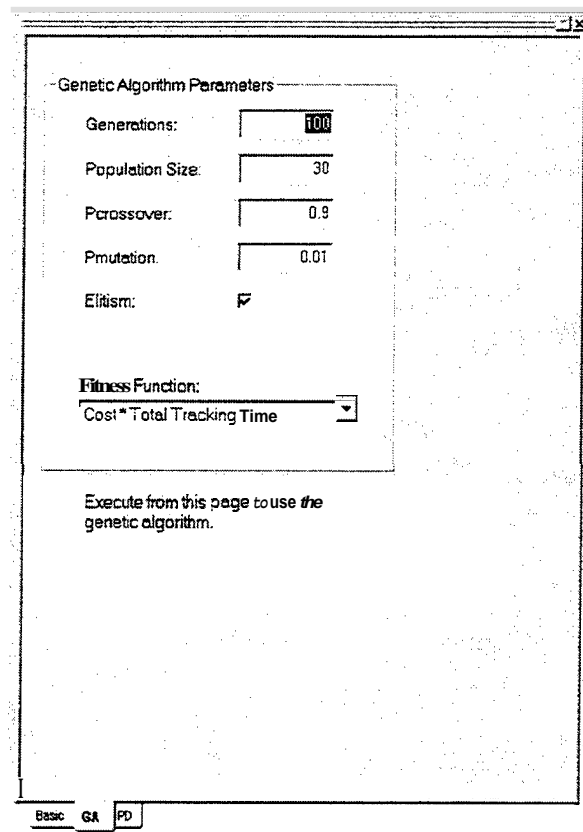 Genetic Algorithm Parameters
Generations: 100
Population Size: 30
Pcrossover: 0.9
Pmutation. 0.01
Elitism:
Fitness Function:
Cost * Total Tracking Time
Execute from this page to use the
genetic algorithm.
Basic GA PD